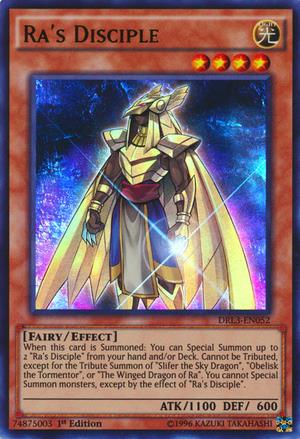 RA'S DISCIPLE
LIGHT
光
DRL3-EN052
[FAIRY/EFFECT]
When this card is Summoned: You can Special Summon up to
2 "Ra's Disciple" from your hand and/or Deck. Cannot be Tributed,
except for the Tribute Summon of "Slifer the Sky Dragon", "Obelisk
the Tormentor", or "The Winged Dragon of Ra". You cannot Special
Summon monsters, except by the effect of "Ra's Disciple".
ATK/1100 DEF/ 600
74875003 1st Edition ©1996 KAZUKI TAKAHASHI